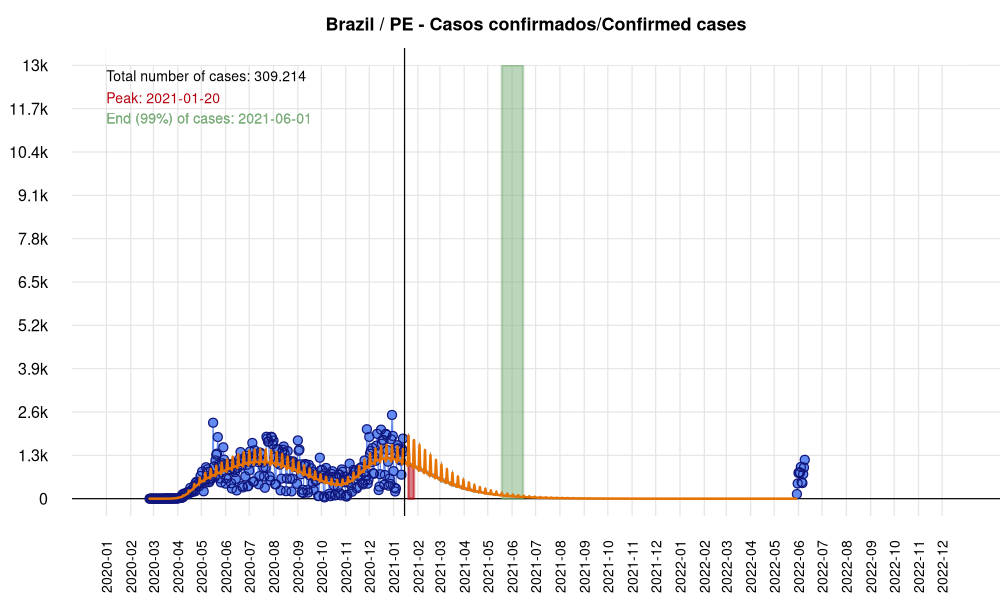 Brazil / PE - Casos confirmados/Confirmed cases
Total number of cases: 309.214
Peak: 2021-01-20
End (99%) of cases: 2021-06-01
13k
11.7k
10.4k
9.1k
7.8k
6.5k
5.2k
3.9k
2.6k
1.3k
0
2020-01
2020-02
2020-03
2020-04
2020-05
2020-06
2020-07
2020-08
2020-09
2020-10
2020-11
2020-12
2021-01
2021-02
2021-03
2021-04
2021-05
2021-06
2021-07
2021-08
2021-09
2021-10
2021-11
2021-12
2022-01
2022-02
2022-03
2022-04
2022-05
2022-06
2022-07
2022-08
2022-09
2022-10
2022-11
2022-12